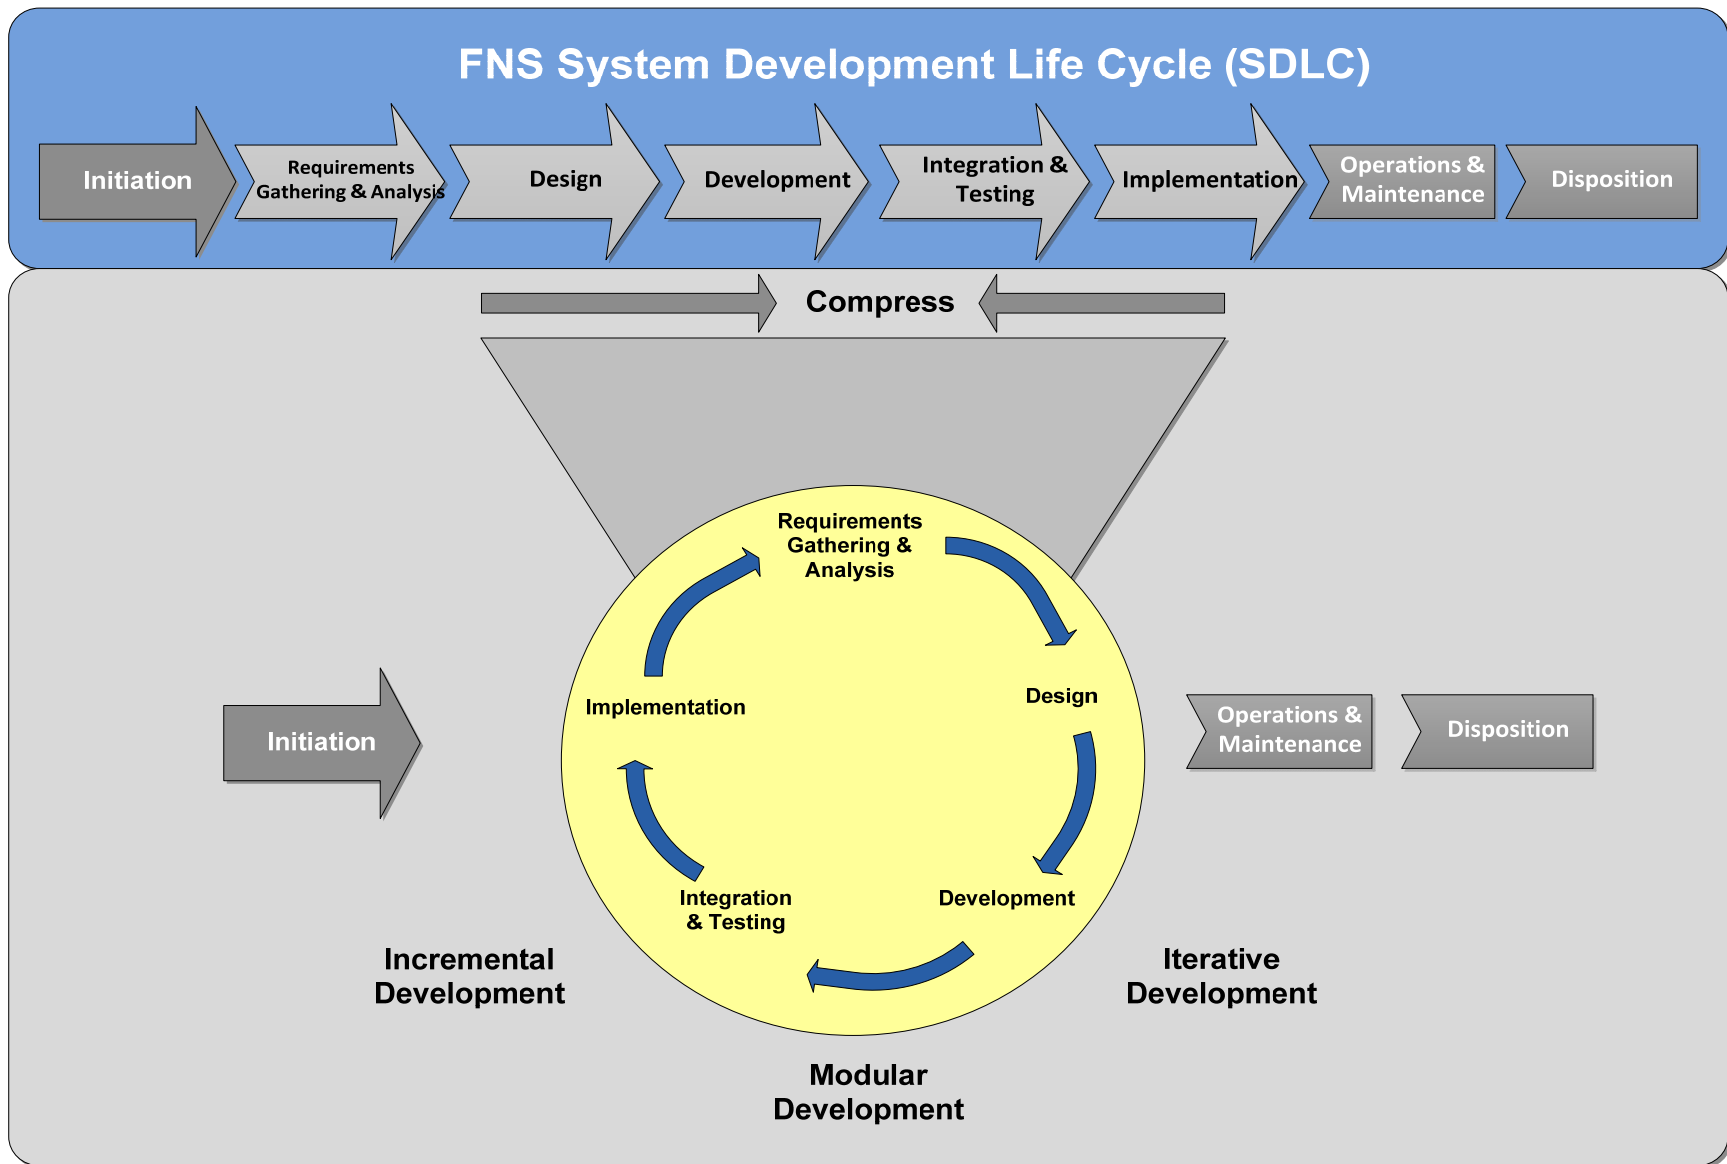 FNS System Development Life Cycle (SDLC)
Initiation
Requirements
Gathering & Analysis
Design
Development
Integration &
Testing
Implementation
Operations &
Maintenance
Disposition
Compress
Requirements
Gathering &
Analysis
Design
Development
Integration
& Testing
Implementation
Initiation
Operations &
Maintenance
Disposition
Incremental
Development
Iterative
Development
Modular
Development